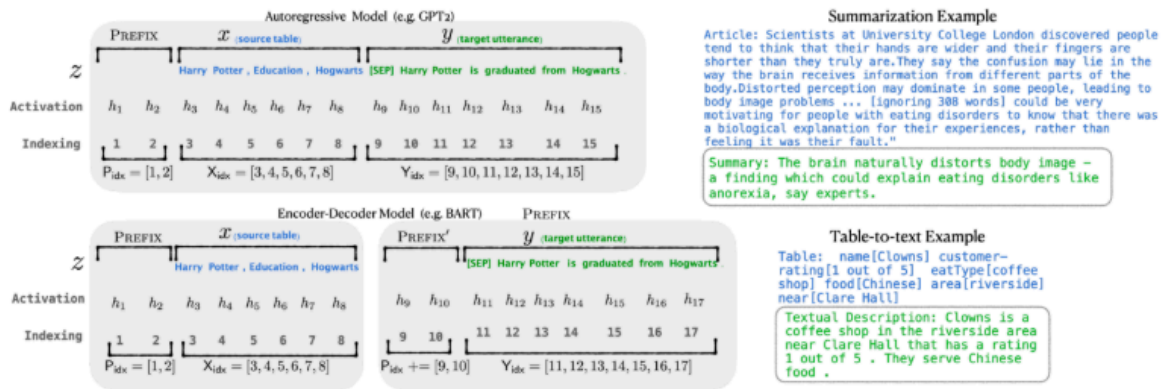 Autoregressive Model (e.g. GPT2)
PREFIX x (source table) y (target utterance)
z Harry Potter , Education , Hogwarts [SEP] Harry Potter is graduated from Hogwarts .
Activation h1 h2 h3 h4 h5 h6 h7 h8 h9 h10 h11 h12 h13 h14 h15
Indexing 1 2 3 4 5 6 7 8 9 10 11 12 13 14 15
Pidx = [1, 2] Xidx = [3, 4, 5, 6, 7, 8] Yidx = [9, 10, 11, 12, 13, 14, 15]
Encoder-Decoder Model (e.g. BART) PREFIX
PREFIX x (source table) PREFIX′ y (target utterance)
z Harry Potter , Education , Hogwarts [SEP] Harry Potter is graduated from Hogwarts .
Activation h1 h2 h3 h4 h5 h6 h7 h8 h9 h10 h11 h12 h13 h14 h15 h16 h17
Indexing 1 2 3 4 5 6 7 8 9 10 11 12 13 14 15 16 17
Pidx = [1, 2] Xidx = [3, 4, 5, 6, 7, 8] Pidx += [9, 10] Yidx = [11, 12, 13, 14, 15, 16, 17]
Summarization Example
Article: Scientists at University College London discovered people
tend to think that their hands are wider and their fingers are
shorter than they truly are.They say the confusion may lie in
the way the brain receives information from different parts of the
body.Distorted perception may dominate in some people, leading to
body image problems ... [ignoring 308 words] could be very
motivating for people with eating disorders to know that there was
a biological explanation for their experiences, rather than
feeling it was their fault."
Summary: The brain naturally distorts body image –
a finding which could explain eating disorders like
anorexia, say experts.
Table-to-text Example
Table: name[Clowns] customer-
rating[1 out of 5] eatType[coffee
shop] food[Chinese] area[riverside]
near[Clare Hall]
Textual Description: Clowns is a
coffee shop in the riverside area
near Clare Hall that has a rating
1 out of 5 . They serve Chinese
food .